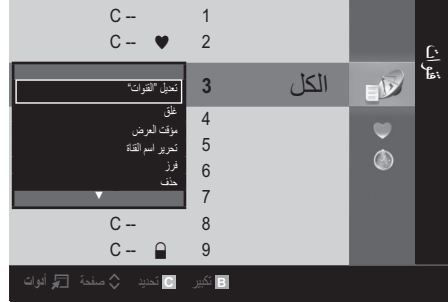 قنوات
1 C --
2 C --
3 الكل
4
5
6
7
8 C --
9 C --
تعديل "القنوات"
غلق
مؤقت العرض
تحرير اسم القناة
فرز
حذف
B تكبير C تحديد صفحة أدوات